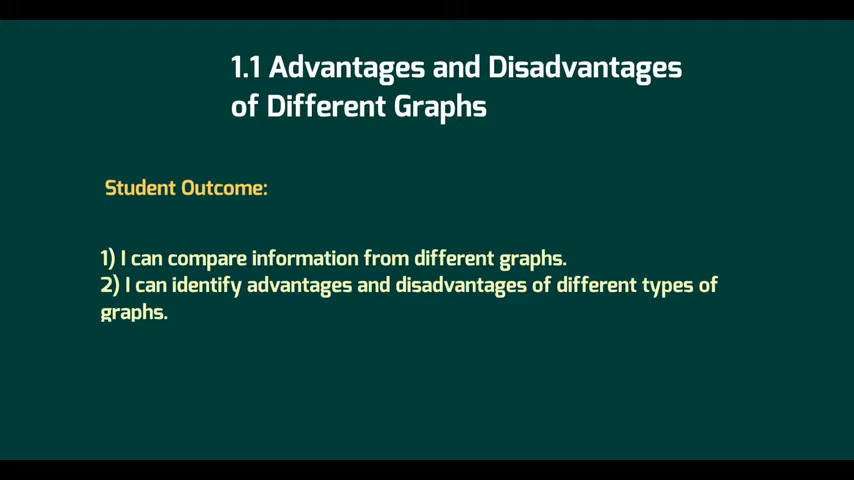 1.1 Advantages and Disadvantages
of Different Graphs
Student Outcome:
1) I can compare information from different graphs.
2) I can identify advantages and disadvantages of different types of
graphs.